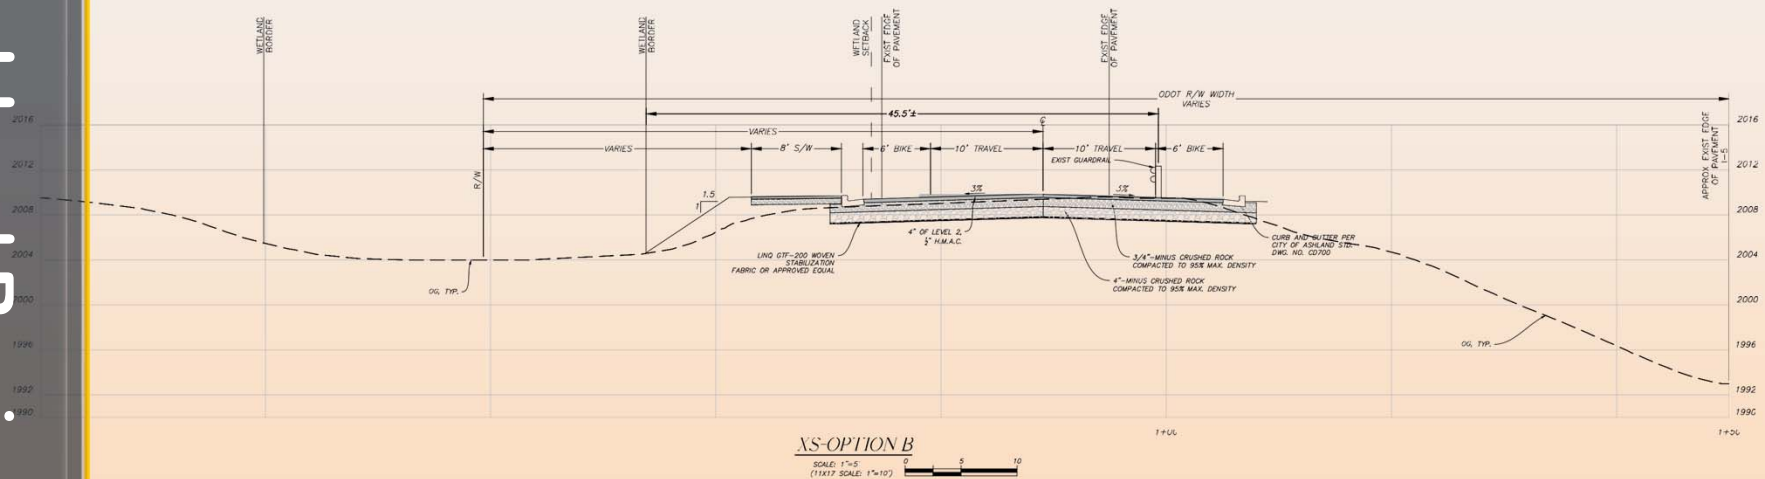 WETLAND
BORDER
WETLAND
BORDER
WETLAND
SETBACK
EXIST EDGE
OF PAVEMENT
EXIST EDGE
OF PAVEMENT
ODOT R/W WIDTH
VARIES
45.5'±
VARIES
VARIES
8' S/W
6' BIKE
10' TRAVEL
10' TRAVEL
6' BIKE
EXIST GUARDRAIL
R/W
APPROX EXIST EDGE
OF PAVEMENT
I-5
2016
2012
2008
2004
2000
1996
1992
1990
2016
2012
2008
2004
2000
1996
1992
1990
1.5
1
3%
LINQ GTF-200 WOVEN
STABILIZATION
FABRIC OR APPROVED EQUAL
4" OF LEVEL 2,
½" H.M.A.C.
3/4"-MINUS CRUSHED ROCK
COMPACTED TO 95% MAX. DENSITY
4"-MINUS CRUSHED ROCK
COMPACTED TO 95% MAX. DENSITY
CURB AND GUTTER PER
CITY OF ASHLAND STD.
DWG. NO. CD700
OG, TYP.
OG, TYP.
1+00
1+50
XS-OPTION B
SCALE: 1"=5'
(11X17 SCALE: 1"=10')
0 5 10